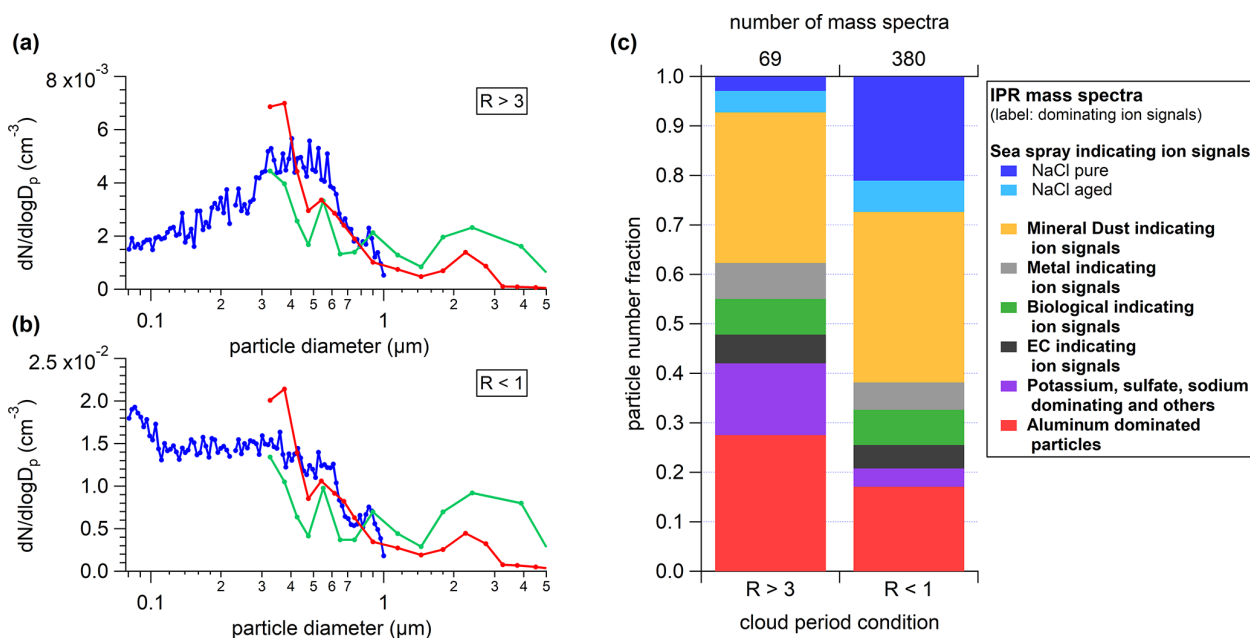 (a)
8 x10⁻³
6
4
2
0
dN/dlogDₚ (cm⁻³)
R > 3
0.1
2
3
4
5
6
7
1
2
3
4
5
particle diameter (µm)
(b)
2.5 x10⁻²
2.0
1.5
1.0
0.5
0.0
dN/dlogDₚ (cm⁻³)
R < 1
0.1
2
3
4
5
6
7
1
2
3
4
5
particle diameter (µm)
(c)
number of mass spectra
69 380
1.0
0.9
0.8
0.7
0.6
0.5
0.4
0.3
0.2
0.1
0.0
particle number fraction
R > 3 R < 1
cloud period condition
IPR mass spectra
(label: dominating ion signals)
Sea spray indicating ion signals
NaCl pure
NaCl aged
Mineral Dust indicating
ion signals
Metal indicating
ion signals
Biological indicating
ion signals
EC indicating
ion signals
Potassium, sulfate, sodium
dominating and others
Aluminum dominated
particles